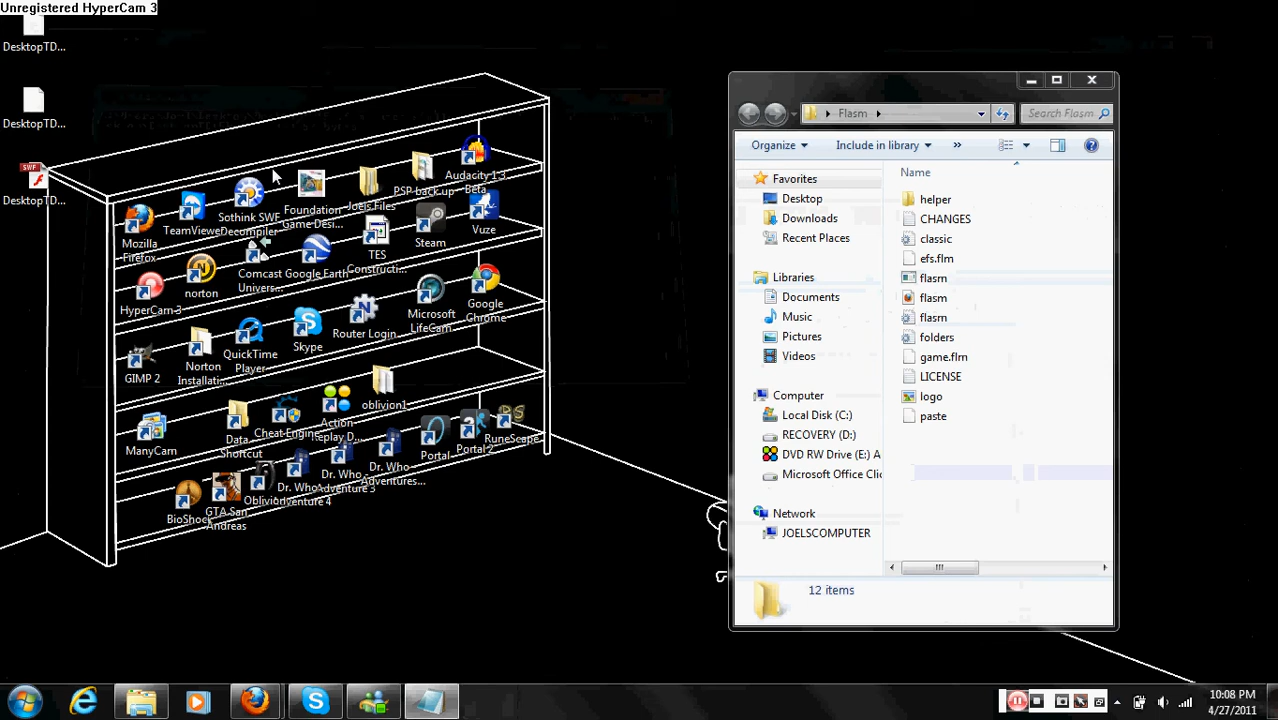 Unregistered HyperCam 3
DesktopTD...
DesktopTD...
DesktopTD...
Mozilla
Firefox
TeamViewer
Sothink SWF
Decompiler
Foundation
Game Desi...
Joels Files
PSP back up
Audacity 1.3
Beta
HyperCam 3
norton
Comcast
Univers...
Google Earth
TES
Constructi...
Steam
Vuze
GIMP 2
Norton
Installati...
QuickTime
Player
Skype
Router Login
Microsoft
LifeCam
Google
Chrome
ManyCam
Data
Shortcut
Cheat Engine
Action
Replay D...
oblivion1
BioShock
GTA San
Andreas
Oblivion
Dr. Who
Adventure 4
Dr. Who
Adventure 3
Dr. Who
Adventures...
Portal
Portal 2
RuneScape
Flasm
Search Flasm
Organize
Include in library
»
Favorites
Desktop
Downloads
Recent Places
Libraries
Documents
Music
Pictures
Videos
Computer
Local Disk (C:)
RECOVERY (D:)
DVD RW Drive (E:) A
Microsoft Office Clic
Network
JOELSCOMPUTER
Name
helper
CHANGES
classic
efs.flm
flasm
flasm
flasm
folders
game.flm
LICENSE
logo
paste
12 items
10:08 PM
4/27/2011